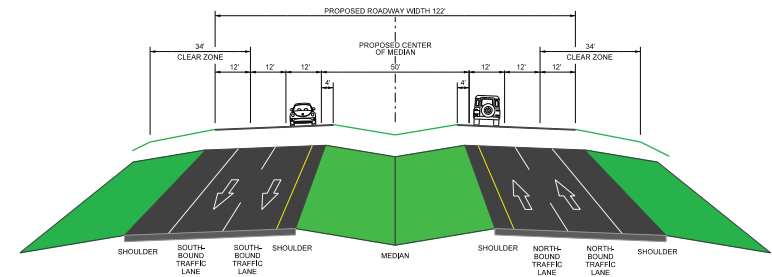 PROPOSED ROADWAY WIDTH 122'
34'
CLEAR ZONE
PROPOSED CENTER
OF MEDIAN
34'
CLEAR ZONE
12'
12'
12'
50'
12'
12'
12'
4'
4'
SHOULDER
SOUTH-
BOUND
TRAFFIC
LANE
SOUTH-
BOUND
TRAFFIC
LANE
SHOULDER
MEDIAN
SHOULDER
NORTH-
BOUND
TRAFFIC
LANE
NORTH-
BOUND
TRAFFIC
LANE
SHOULDER